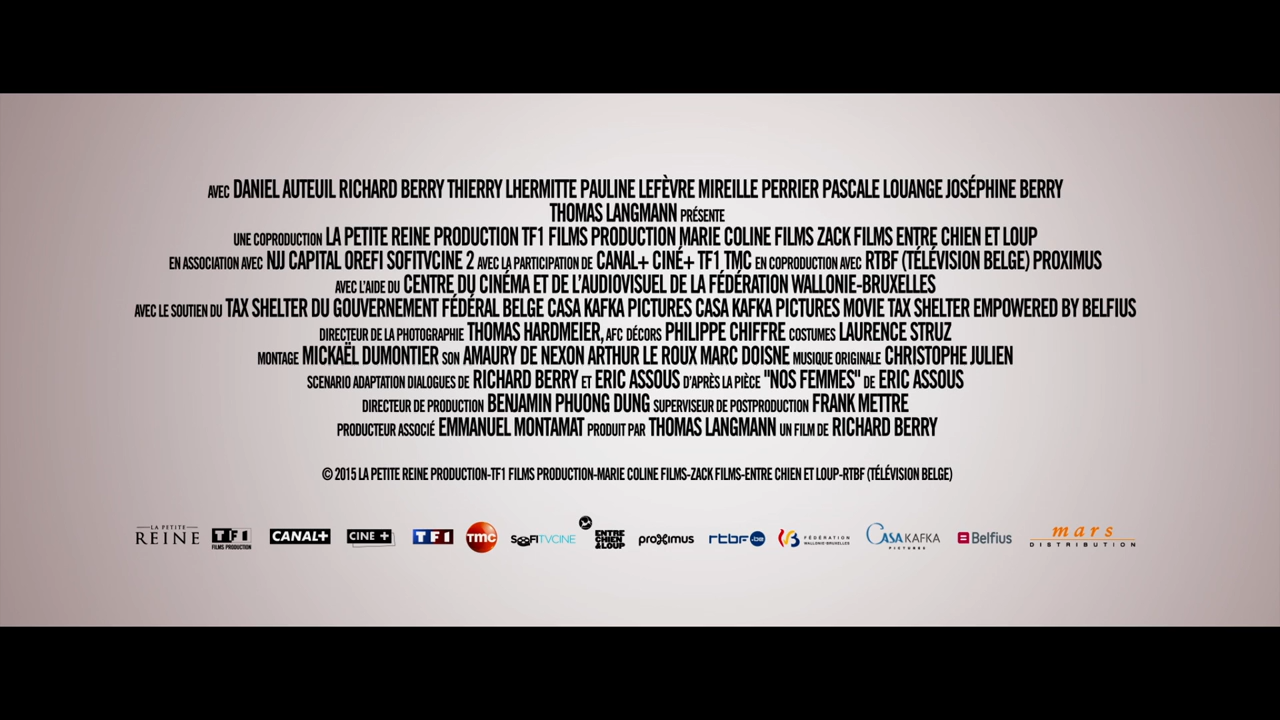 AVEC DANIEL AUTEUIL RICHARD BERRY THIERRY LHERMITTE PAULINE LEFÈVRE MIREILLE PERRIER PASCALE LOUANGE JOSÉPHINE BERRY
THOMAS LANGMANN PRÉSENTE
UNE COPRODUCTION LA PETITE REINE PRODUCTION TF1 FILMS PRODUCTION MARIE COLINE FILMS ZACK FILMS ENTRE CHIEN ET LOUP
EN ASSOCIATION AVEC NJJ CAPITAL OREFI SOFITVCINE 2 AVEC LA PARTICIPATION DE CANAL+ CINÉ+ TF1 TMC EN COPRODUCTION AVEC RTBF (TÉLÉVISION BELGE) PROXIMUS
AVEC L'AIDE DU CENTRE DU CINÉMA ET DE L'AUDIOVISUEL DE LA FÉDÉRATION WALLONIE-BRUXELLES
AVEC LE SOUTIEN DU TAX SHELTER DU GOUVERNEMENT FÉDÉRAL BELGE CASA KAFKA PICTURES CASA KAFKA PICTURES MOVIE TAX SHELTER EMPOWERED BY BELFIUS
DIRECTEUR DE LA PHOTOGRAPHIE THOMAS HARDMEIER, AFC DÉCORS PHILIPPE CHIFFRE COSTUMES LAURENCE STRUZ
MONTAGE MICKAËL DUMONTIER SON AMAURY DE NEXON ARTHUR LE ROUX MARC DOISNE MUSIQUE ORIGINALE CHRISTOPHE JULIEN
SCENARIO ADAPTATION DIALOGUES DE RICHARD BERRY ET ERIC ASSOUS D'APRÈS LA PIÈCE "NOS FEMMES" DE ERIC ASSOUS
DIRECTEUR DE PRODUCTION BENJAMIN PHUONG DUNG SUPERVISEUR DE POSTPRODUCTION FRANK METTRE
PRODUCTEUR ASSOCIÉ EMMANUEL MONTAMAT PRODUIT PAR THOMAS LANGMANN UN FILM DE RICHARD BERRY
© 2015 LA PETITE REINE PRODUCTION-TF1 FILMS PRODUCTION-MARIE COLINE FILMS-ZACK FILMS-ENTRE CHIEN ET LOUP-RTBF (TÉLÉVISION BELGE)
LA PETITE REINE
TF1 FILMS PRODUCTION
CANAL+
CINE+
TF1
TMC
SOFITVCINE
ENTRE CHIEN & LOUP
proximus
rtbf.be
FÉDÉRATION WALLONIE-BRUXELLES
CASA KAFKA PICTURES
Belfius
mars DISTRIBUTION